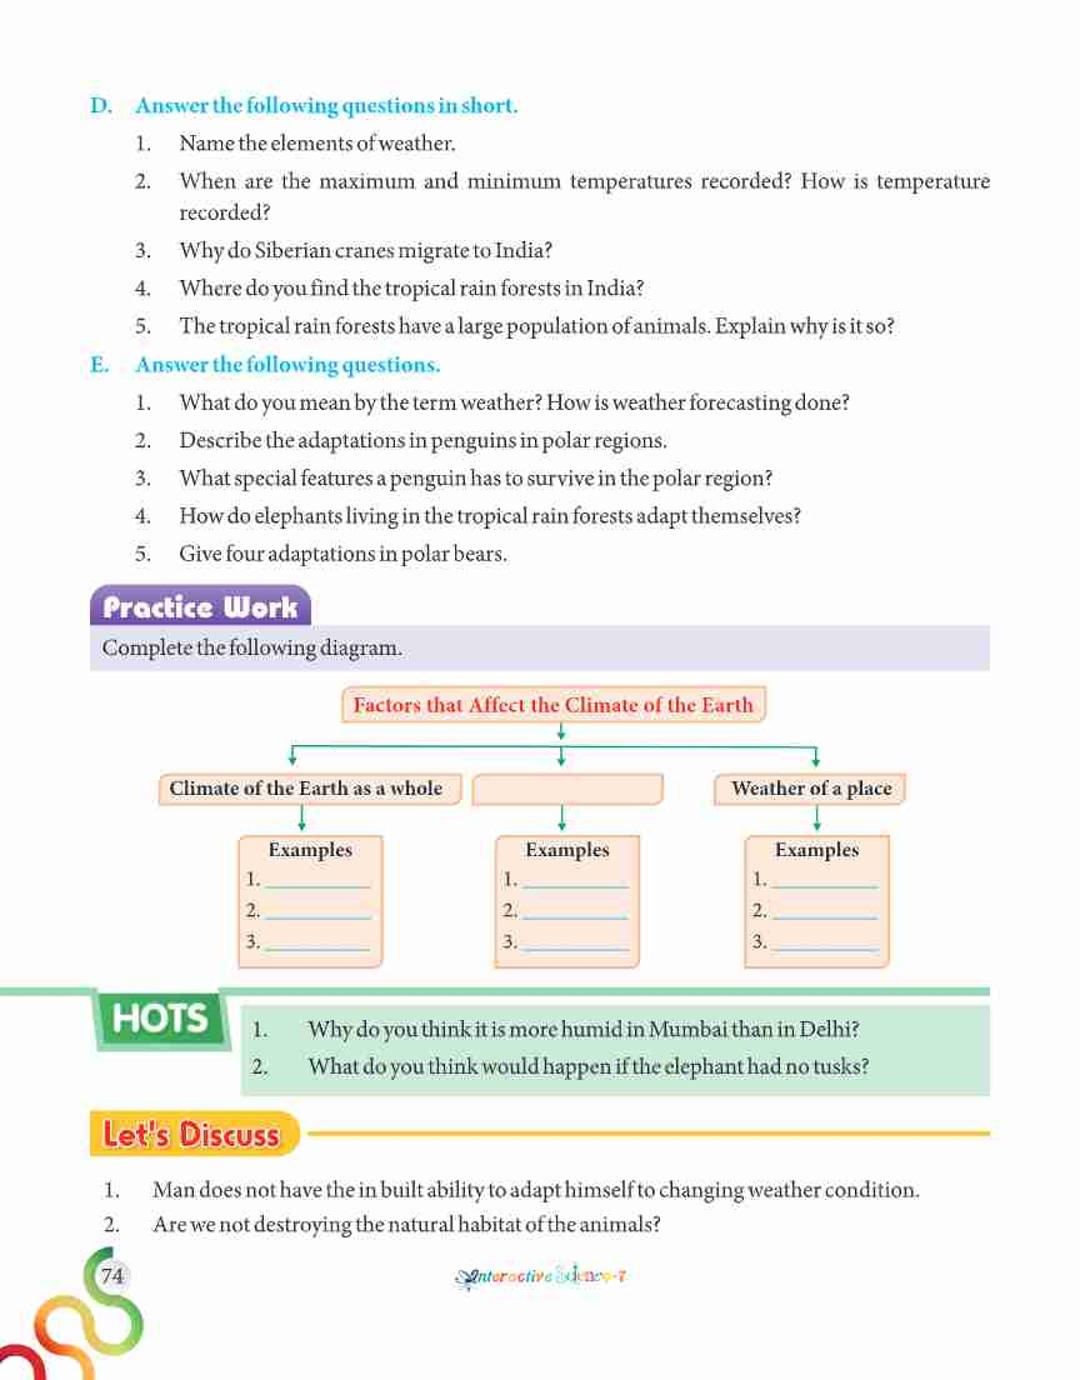 D. Answer the following questions in short.
1. Name the elements of weather.
2. When are the maximum and minimum temperatures recorded? How is temperature
recorded?
3. Why do Siberian cranes migrate to India?
4. Where do you find the tropical rain forests in India?
5. The tropical rain forests have a large population of animals. Explain why is it so?
E. Answer the following questions.
1. What do you mean by the term weather? How is weather forecasting done?
2. Describe the adaptations in penguins in polar regions.
3. What special features a penguin has to survive in the polar region?
4. How do elephants living in the tropical rain forests adapt themselves?
5. Give four adaptations in polar bears.
Practice Work
Complete the following diagram.
Factors that Affect the Climate of the Earth
Climate of the Earth as a whole
Weather of a place
Examples
1.
2.
3.
Examples
1.
2.
3.
Examples
1.
2.
3.
HOTS
1. Why do you think it is more humid in Mumbai than in Delhi?
2. What do you think would happen if the elephant had no tusks?
Let's Discuss
1. Man does not have the in built ability to adapt himself to changing weather condition.
2. Are we not destroying the natural habitat of the animals?
74
Interactive Science-7